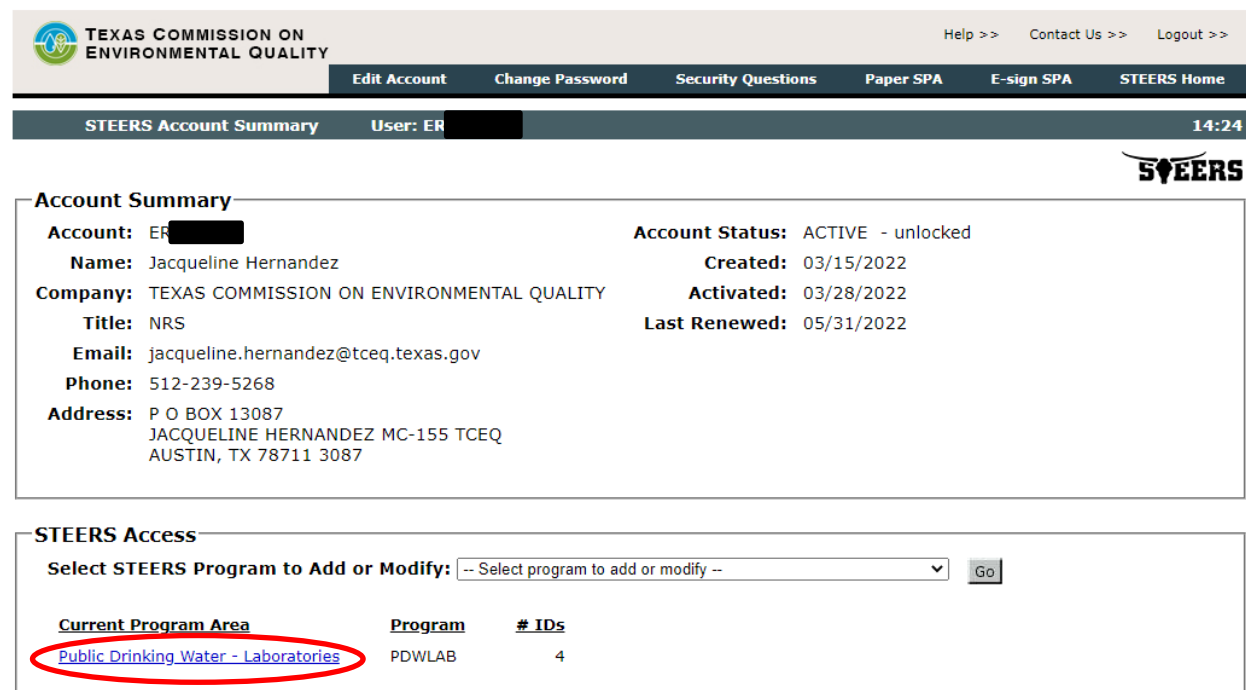 TEXAS COMMISSION ON
ENVIRONMENTAL QUALITY
Help >> Contact Us >> Logout >>
Edit Account Change Password Security Questions Paper SPA E-sign SPA STEERS Home
STEERS Account Summary User: ER 14:24
STEERS
Account Summary
Account: ER Account Status: ACTIVE - unlocked
Name: Jacqueline Hernandez Created: 03/15/2022
Company: TEXAS COMMISSION ON ENVIRONMENTAL QUALITY Activated: 03/28/2022
Title: NRS Last Renewed: 05/31/2022
Email: jacqueline.hernandez@tceq.texas.gov
Phone: 512-239-5268
Address: P O BOX 13087
JACQUELINE HERNANDEZ MC-155 TCEQ
AUSTIN, TX 78711 3087
STEERS Access
Select STEERS Program to Add or Modify: -- Select program to add or modify -- Go
Current Program Area Program # IDs
Public Drinking Water - Laboratories PDWLAB 4